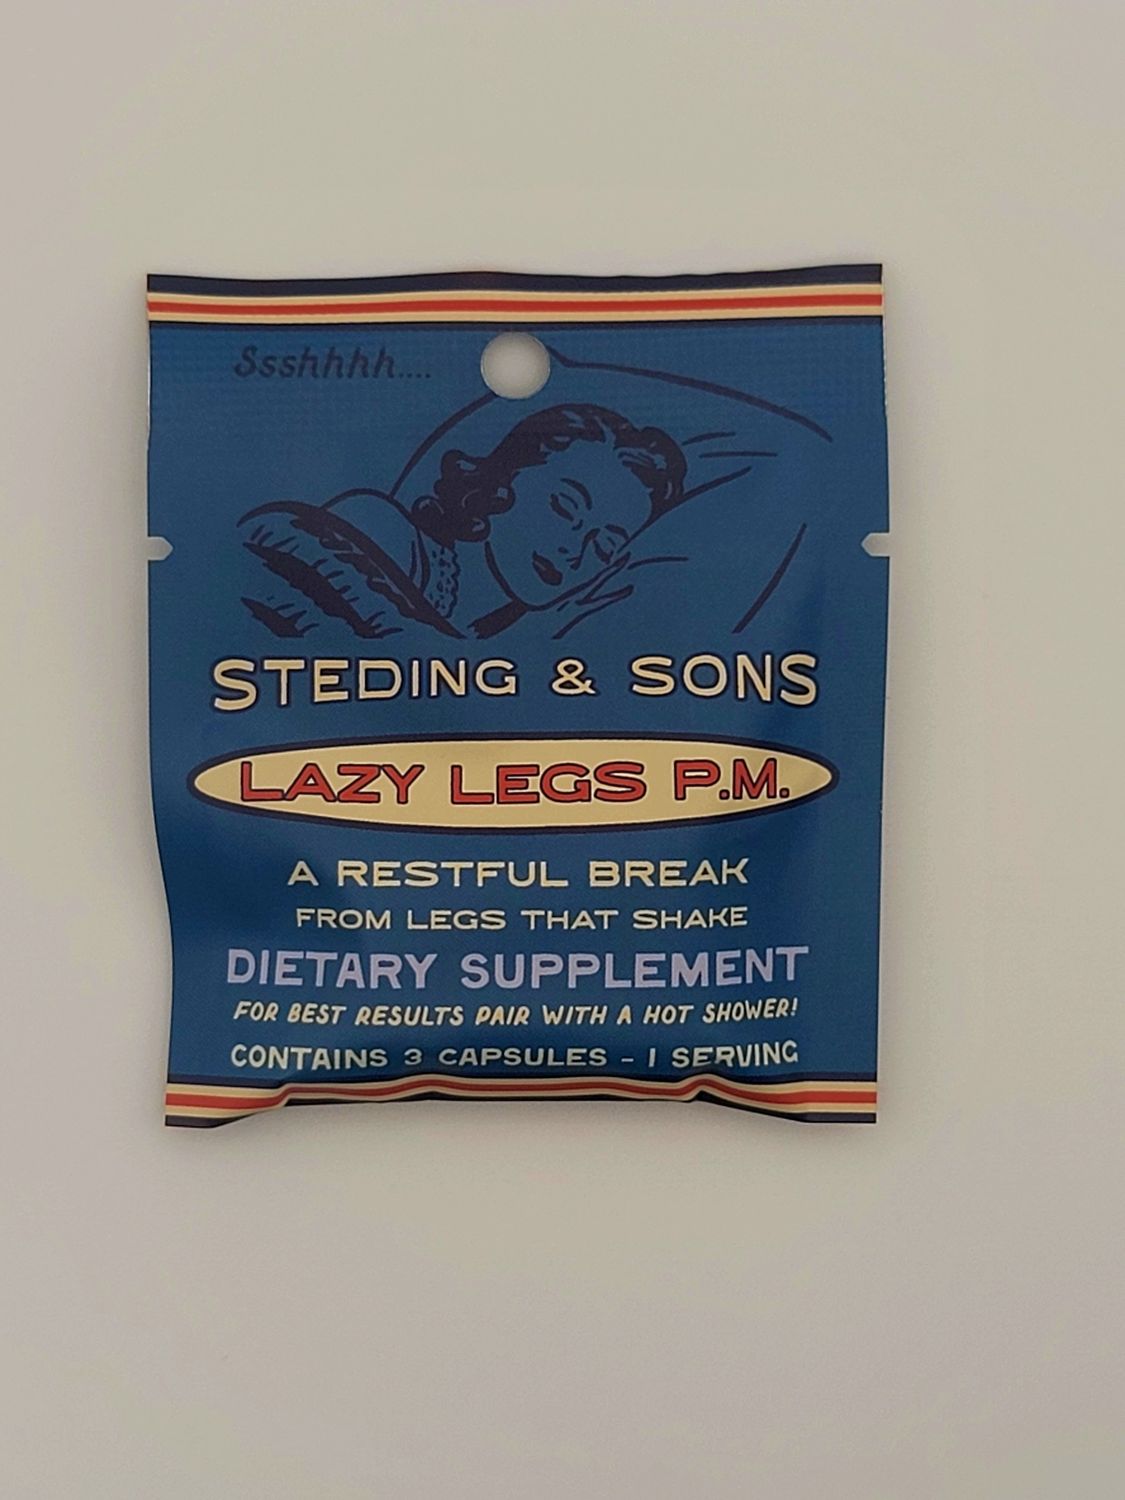 Ssshhhh....
STEDING & SONS
LAZY LEGS P.M.
A RESTFUL BREAK
FROM LEGS THAT SHAKE
DIETARY SUPPLEMENT
FOR BEST RESULTS PAIR WITH A HOT SHOWER!
CONTAINS 3 CAPSULES - 1 SERVING